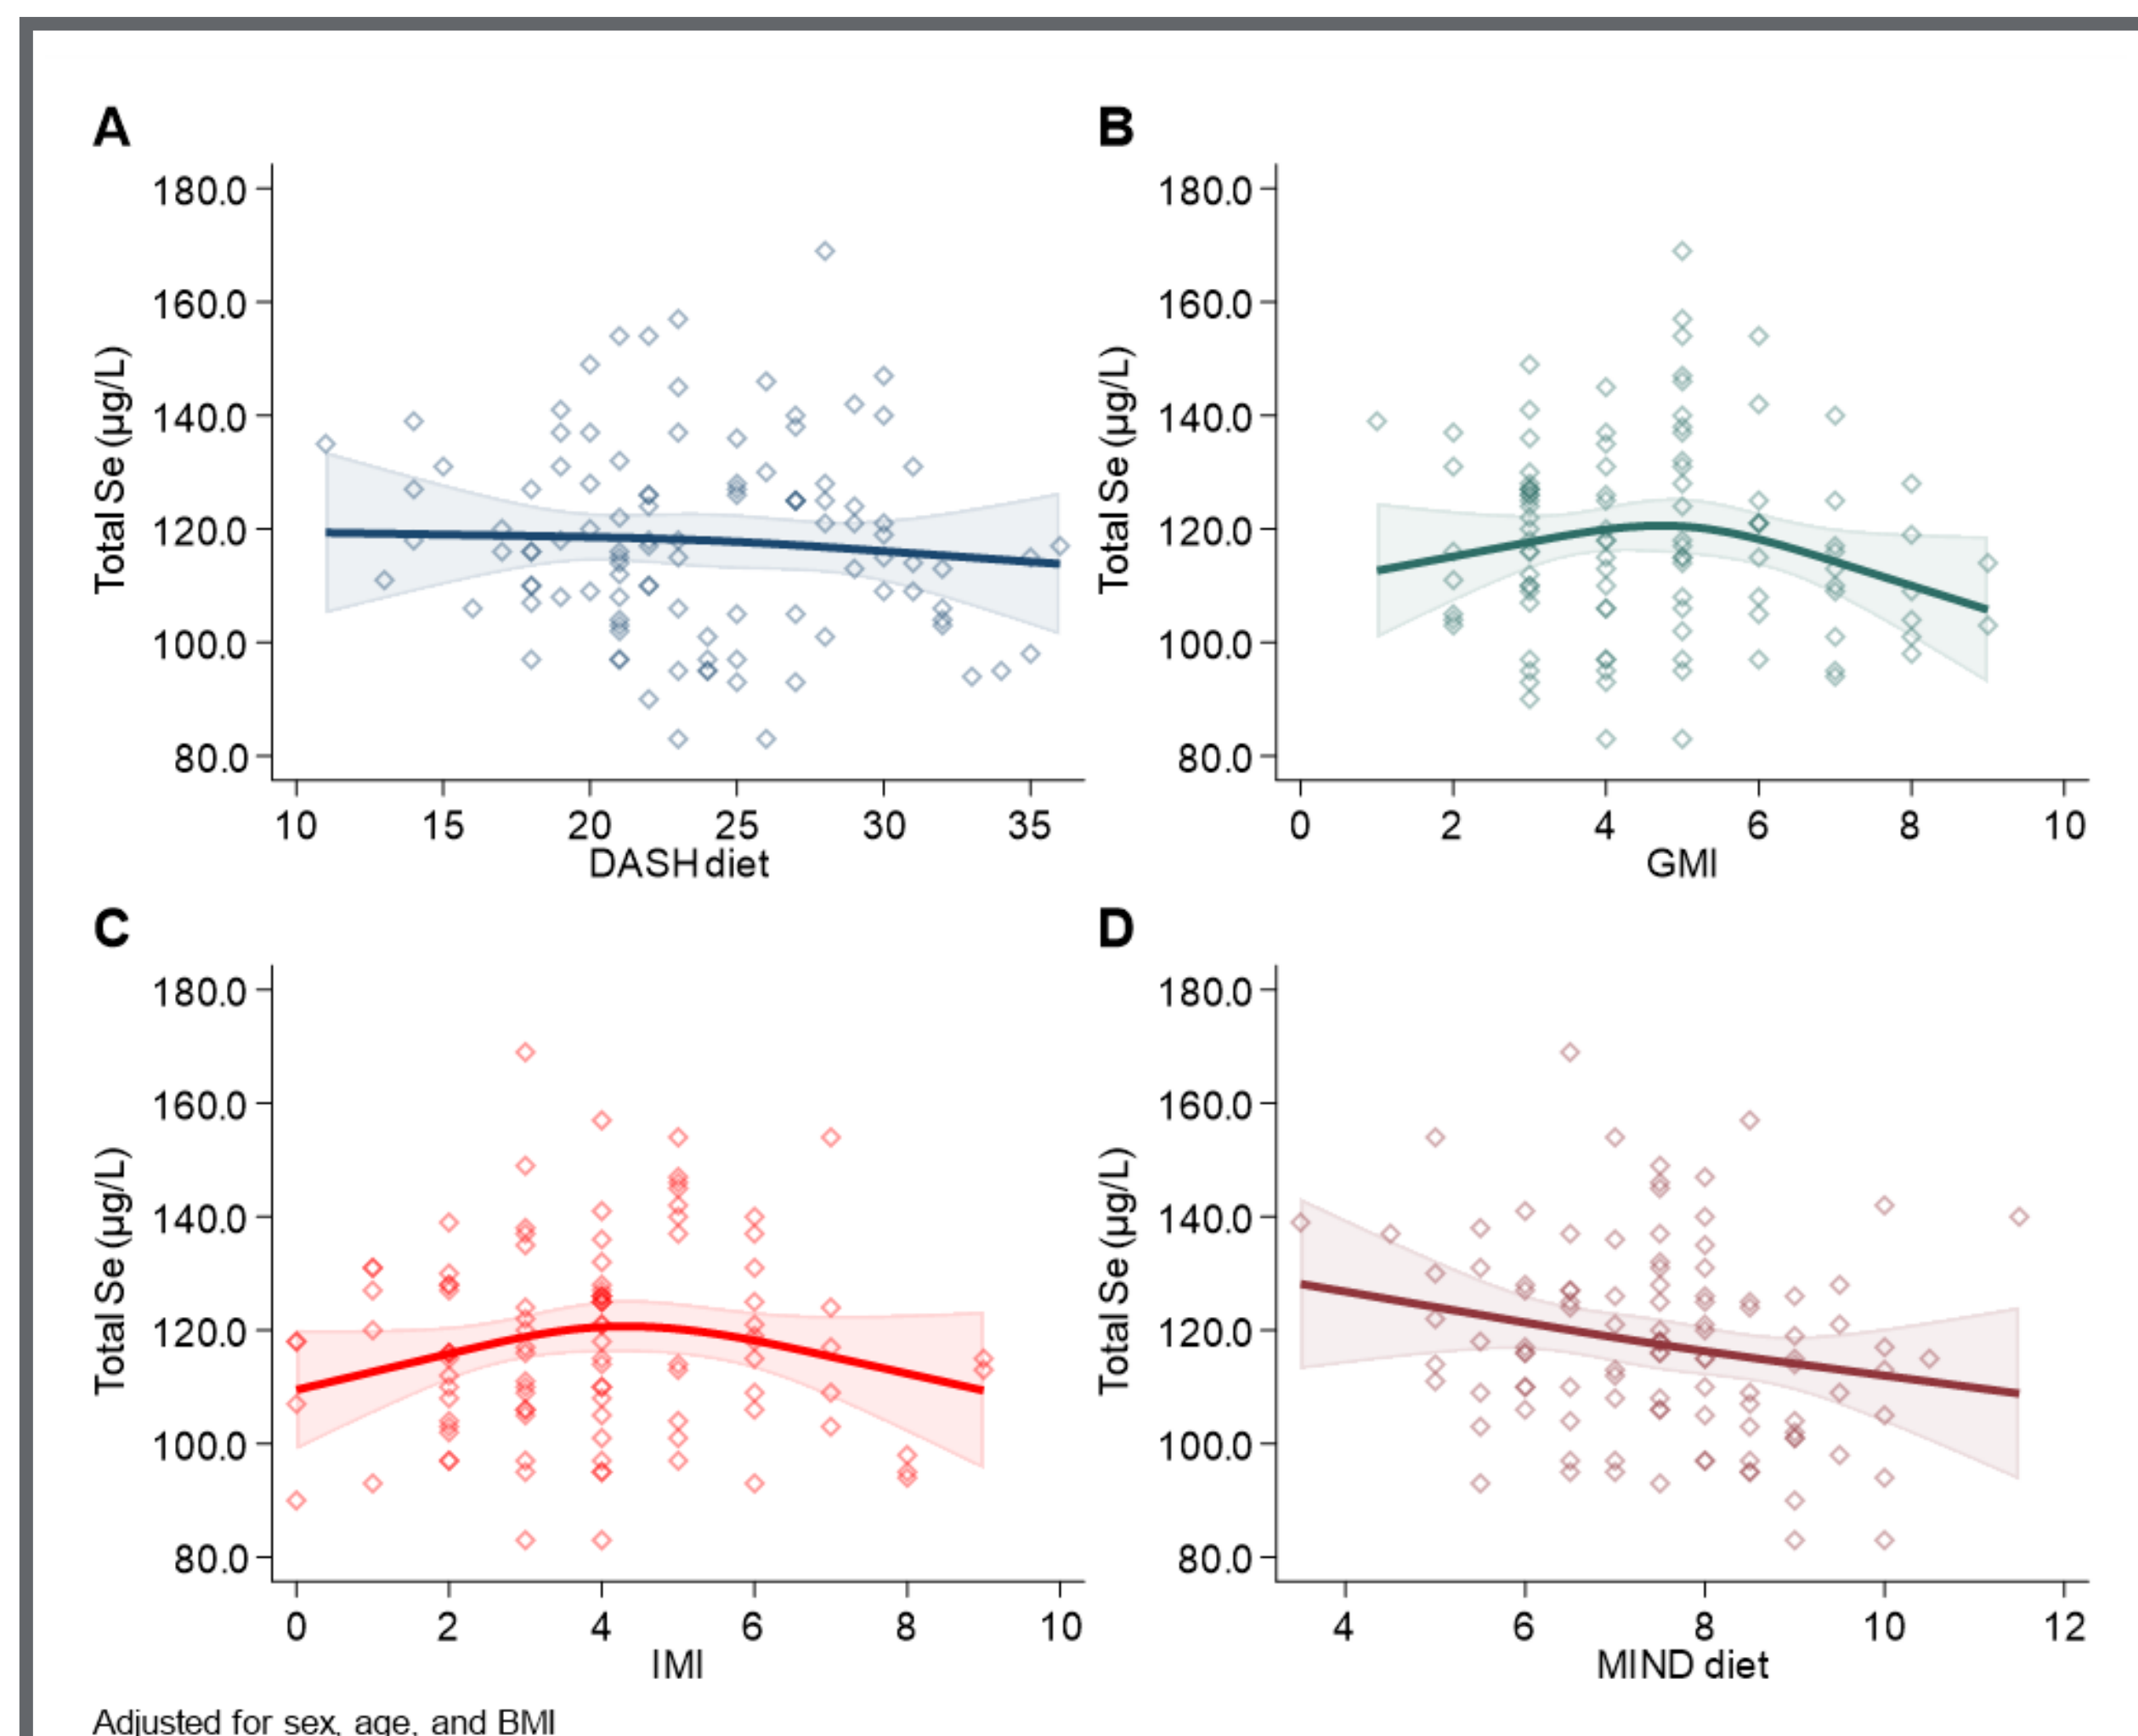 A
B
180.0
160.0
140.0
120.0
100.0
80.0
Total Se (µg/L)
10 15 20 25 30 35
DASH diet
180.0
160.0
140.0
120.0
100.0
80.0
Total Se (µg/L)
0 2 4 6 8 10
GMI
C
D
180.0
160.0
140.0
120.0
100.0
80.0
Total Se (µg/L)
0 2 4 6 8 10
IMI
180.0
160.0
140.0
120.0
100.0
80.0
Total Se (µg/L)
4 6 8 10 12
MIND diet
Adjusted for sex, age, and BMI